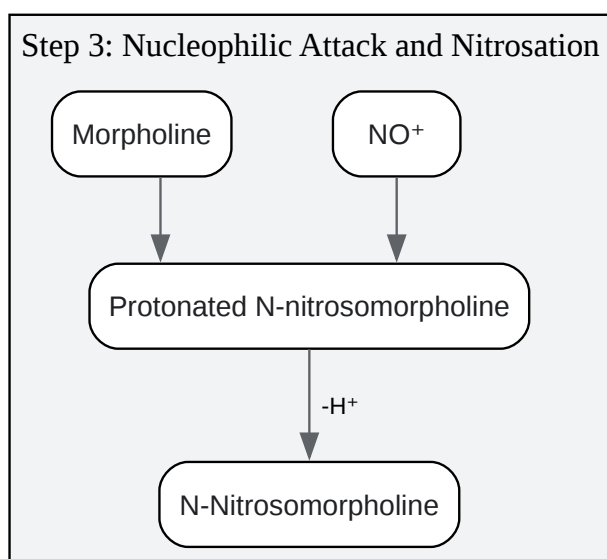 Step 3: Nucleophilic Attack and Nitrosation
Morpholine
NO⁺
Protonated N-nitrosomorpholine
-H⁺
N-Nitrosomorpholine